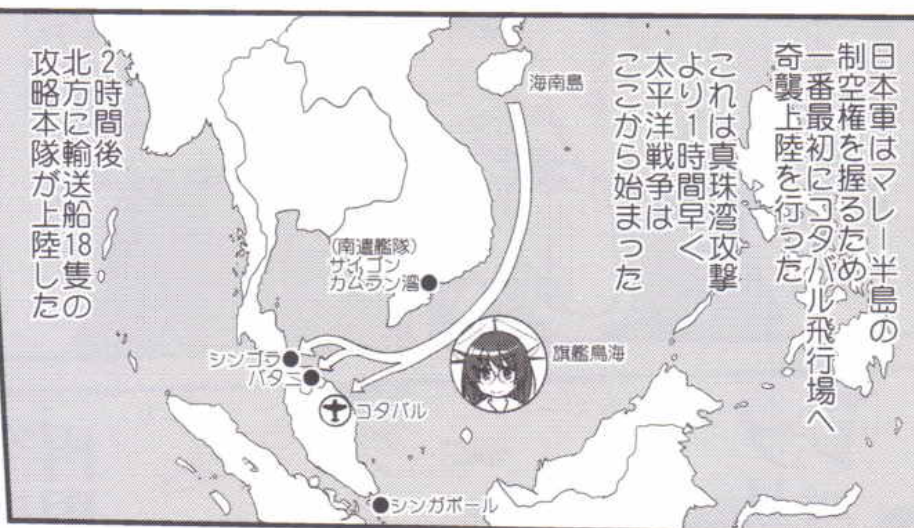 日本軍はマレー半島の
制空権を握るため
一番最初にコタバル飛行場へ
奇襲上陸を行った
これは真珠湾攻撃
より1時間早く
太平洋戦争は
ここから始まった
海南島
(南遣艦隊)
サイゴン
カムラン湾
旗艦鳥海
シンゴラ
パタニ
コタバル
シンガポール
2時間後
北方に輸送船18隻の
攻略本隊が上陸した